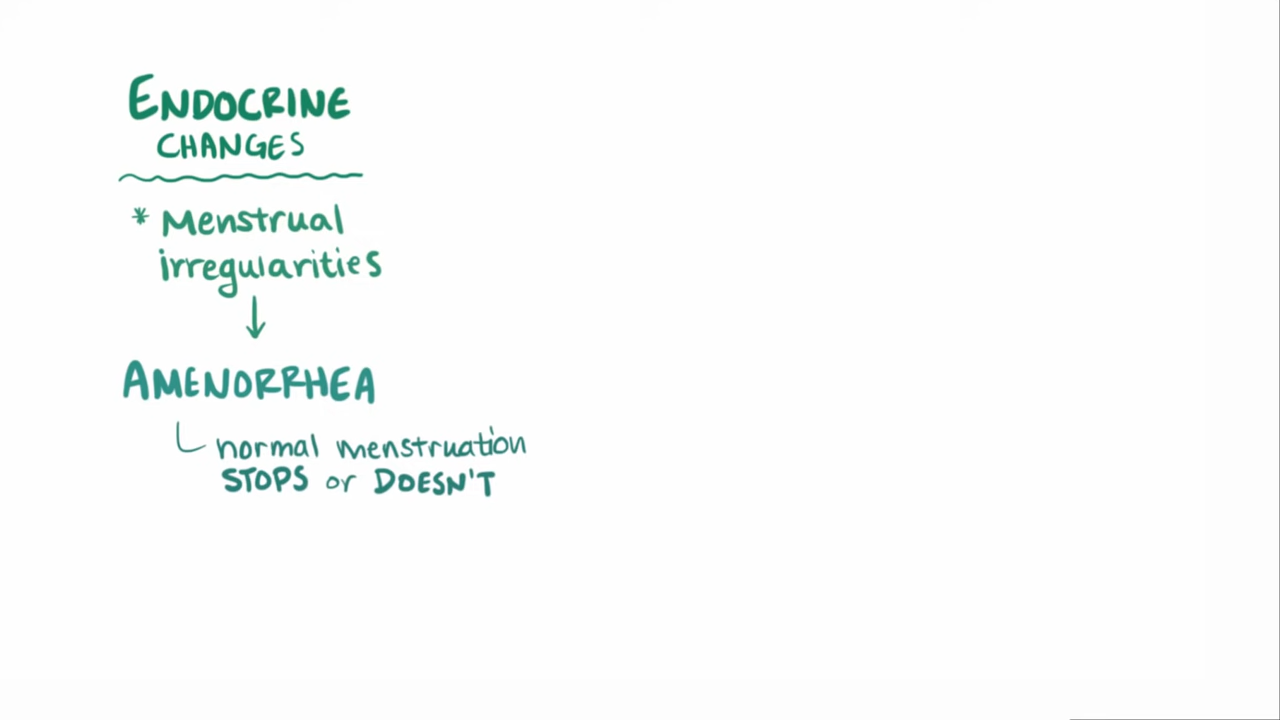 ENDOCRINE
CHANGES
* Menstrual
irregularities
↓
AMENORRHEA
normal menstruation
STOPS or DOESN'T